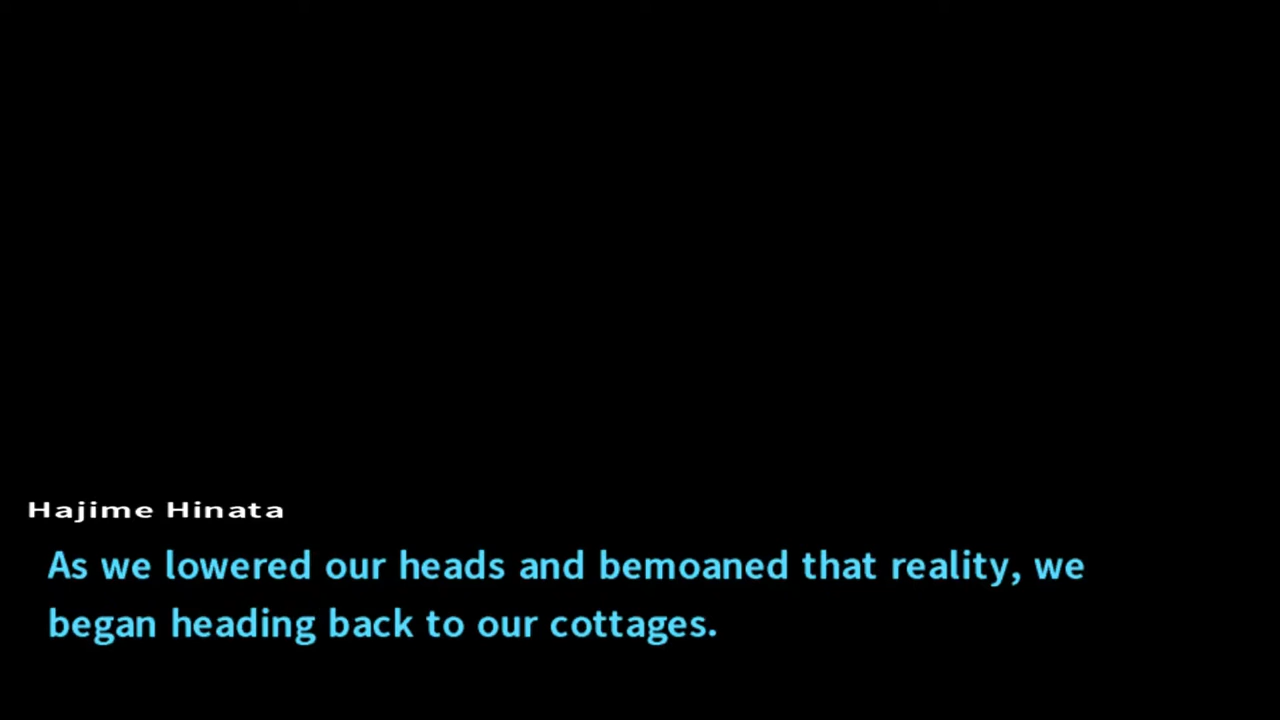 Hajime Hinata
As we lowered our heads and bemoaned that reality, we
began heading back to our cottages.